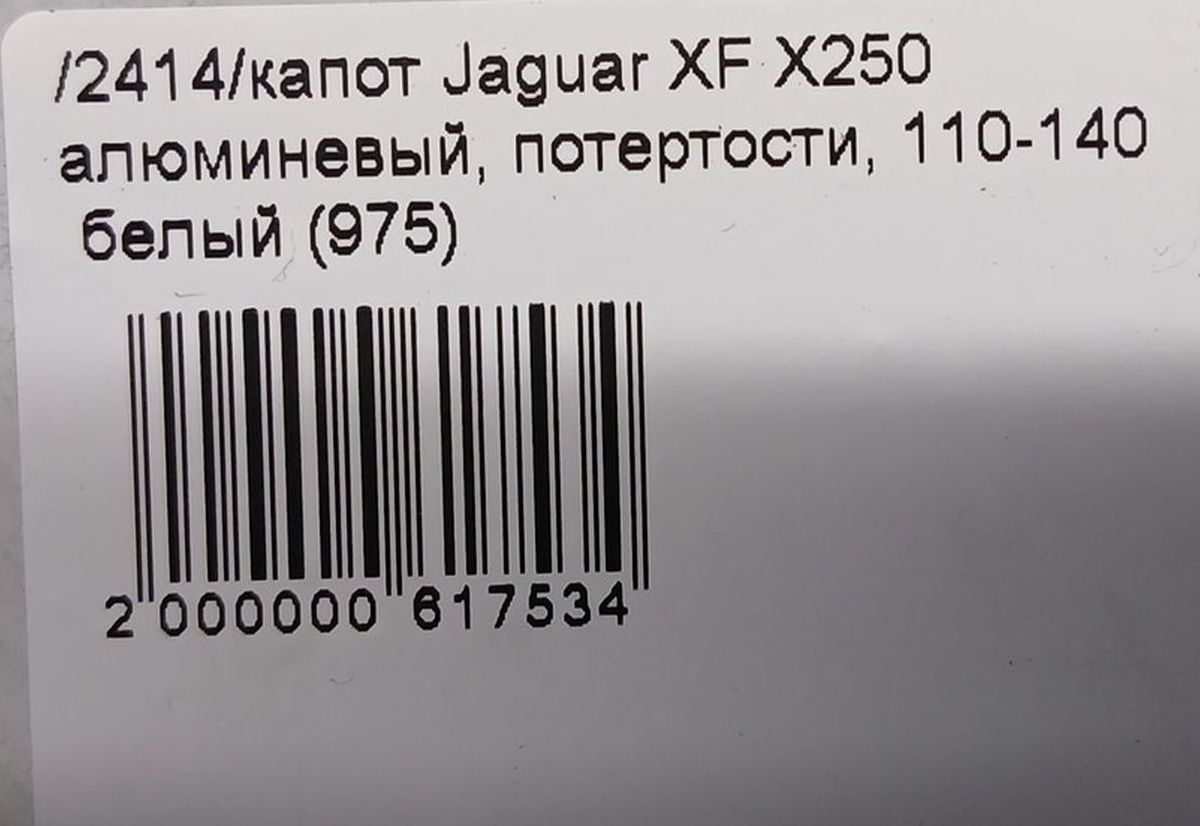 /2414/капот Jaguar XF X250
алюминевый, потертости, 110-140
белый (975)
2 000000 617534